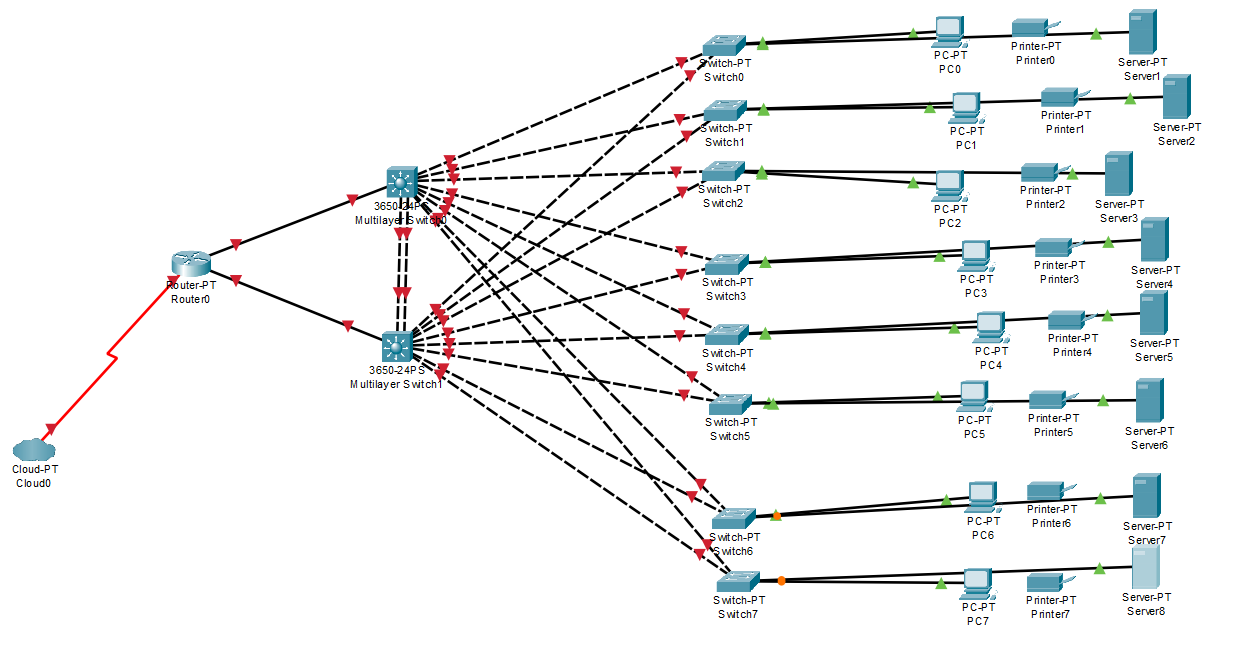 Switch-PT
Switch0
PC-PT
PC0
Printer-PT
Printer0
Server-PT
Server1
Switch-PT
Switch1
PC-PT
PC1
Printer-PT
Printer1
Server-PT
Server2
3650-24PS
Multilayer Switch0
Switch-PT
Switch2
PC-PT
PC2
Printer-PT
Printer2
Server-PT
Server3
Router-PT
Router0
Switch-PT
Switch3
PC-PT
PC3
Printer-PT
Printer3
Server-PT
Server4
3650-24PS
Multilayer Switch1
Switch-PT
Switch4
PC-PT
PC4
Printer-PT
Printer4
Server-PT
Server5
Switch-PT
Switch5
PC-PT
PC5
Printer-PT
Printer5
Server-PT
Server6
Cloud-PT
Cloud0
Switch-PT
Switch6
PC-PT
PC6
Printer-PT
Printer6
Server-PT
Server7
Switch-PT
Switch7
PC-PT
PC7
Printer-PT
Printer7
Server-PT
Server8